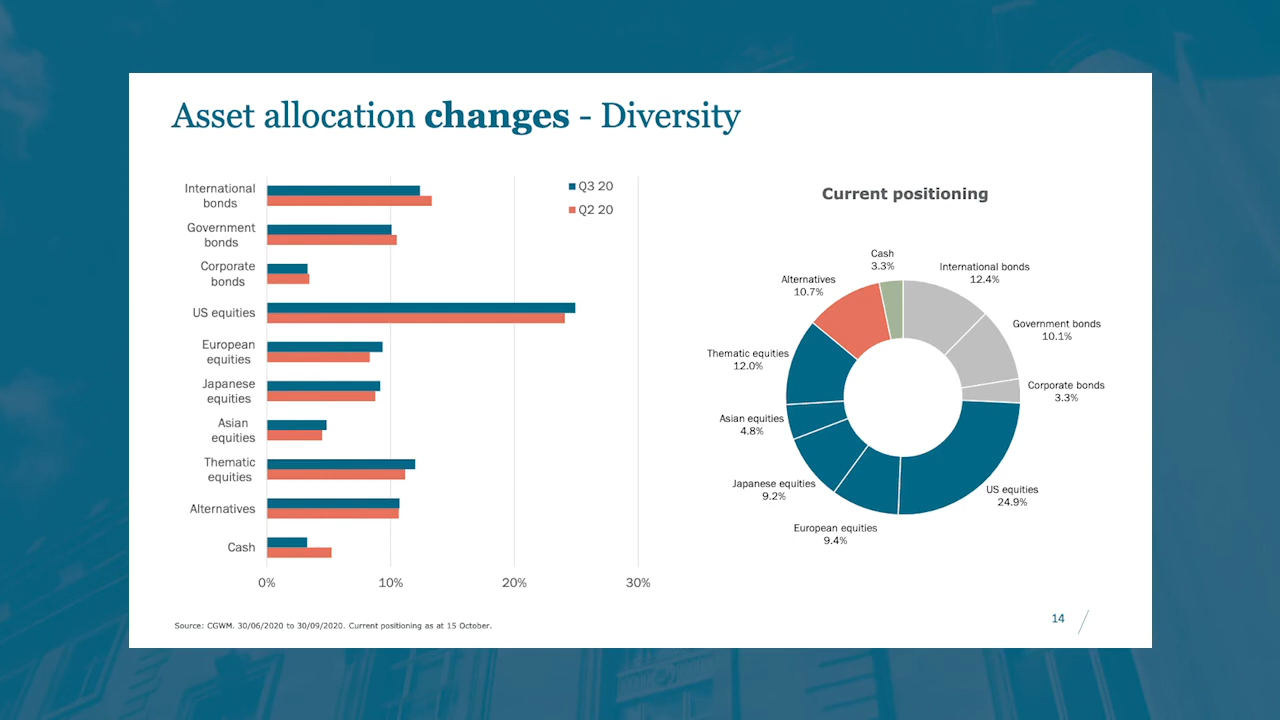 Asset allocation changes - Diversity
International
bonds
Government
bonds
Corporate
bonds
US equities
European
equities
Japanese
equities
Asian
equities
Thematic
equities
Alternatives
Cash
0%
10%
20%
30%
Q3 20
Q2 20
Current positioning
Cash
3.3%
International bonds
12.4%
Government bonds
10.1%
Corporate bonds
3.3%
US equities
24.9%
European equities
9.4%
Japanese equities
9.2%
Asian equities
4.8%
Thematic equities
12.0%
Alternatives
10.7%
Source: CGWM. 30/06/2020 to 30/09/2020. Current positioning as at 15 October.
14